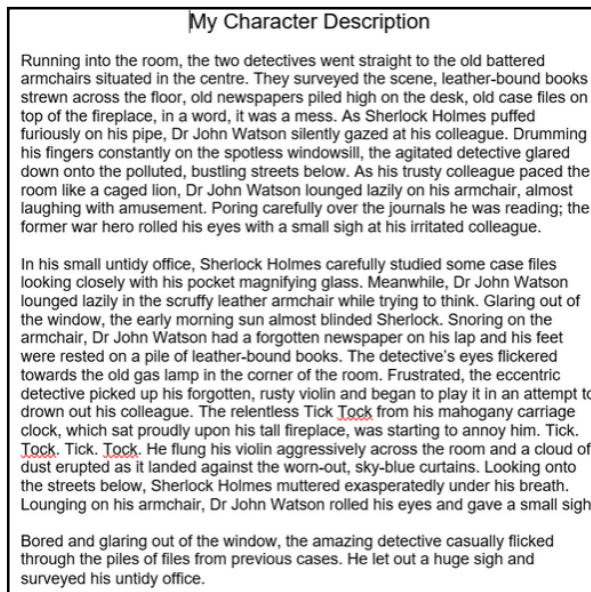 My Character Description
Running into the room, the two detectives went straight to the old battered
armchairs situated in the centre. They surveyed the scene, leather-bound books
strewn across the floor, old newspapers piled high on the desk, old case files on
top of the fireplace, in a word, it was a mess. As Sherlock Holmes puffed
furiously on his pipe, Dr John Watson silently gazed at his colleague. Drumming
his fingers constantly on the spotless windowsill, the agitated detective glared
down onto the polluted, bustling streets below. As his trusty colleague paced the
room like a caged lion, Dr John Watson lounged lazily on his armchair, almost
laughing with amusement. Poring carefully over the journals he was reading; the
former war hero rolled his eyes with a small sigh at his irritated colleague.
In his small untidy office, Sherlock Holmes carefully studied some case files
looking closely with his pocket magnifying glass. Meanwhile, Dr John Watson
lounged lazily in the scruffy leather armchair while trying to think. Glaring out of
the window, the early morning sun almost blinded Sherlock. Snoring on the
armchair, Dr John Watson had a forgotten newspaper on his lap and his feet
were rested on a pile of leather-bound books. The detective's eyes flickered
towards the old gas lamp in the corner of the room. Frustrated, the eccentric
detective picked up his forgotten, rusty violin and began to play it in an attempt to
drown out his colleague. The relentless Tick Tock from his mahogany carriage
clock, which sat proudly upon his tall fireplace, was starting to annoy him. Tick.
Tock. Tick. Tock. He flung his violin aggressively across the room and a cloud of
dust erupted as it landed against the worn-out, sky-blue curtains. Looking onto
the streets below, Sherlock Holmes muttered exasperatedly under his breath.
Lounging on his armchair, Dr John Watson rolled his eyes and gave a small sigh
Bored and glaring out of the window, the amazing detective casually flicked
through the piles of files from previous cases. He let out a huge sigh and
surveyed his untidy office.